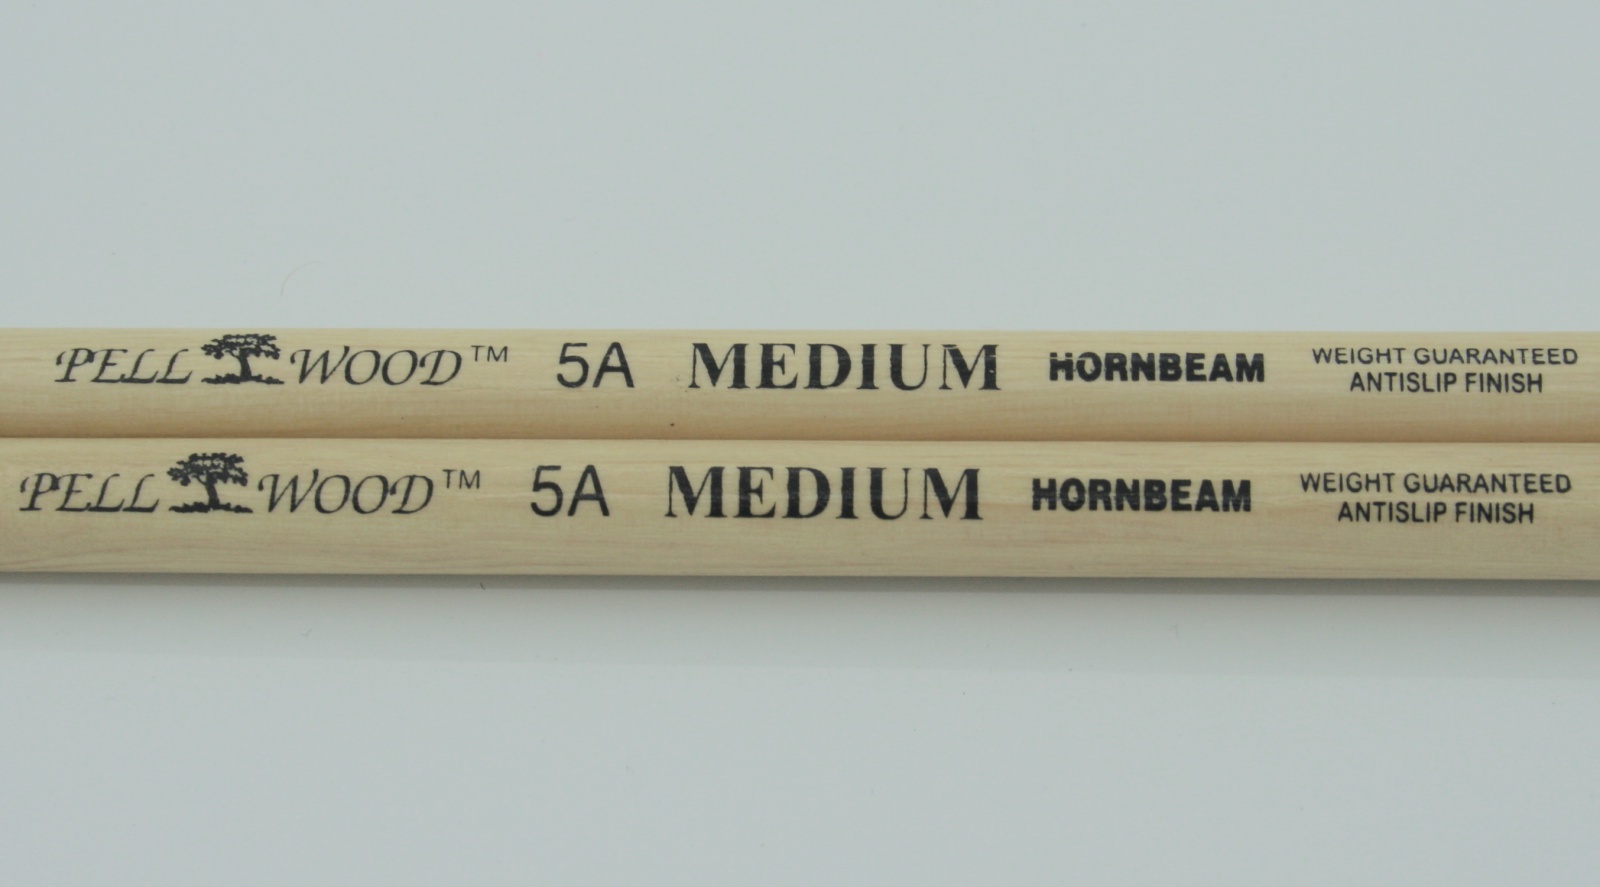 PELL WOOD™ 5A MEDIUM HORNBEAM WEIGHT GUARANTEED
ANTISLIP FINISH
PELL WOOD™ 5A MEDIUM HORNBEAM WEIGHT GUARANTEED
ANTISLIP FINISH